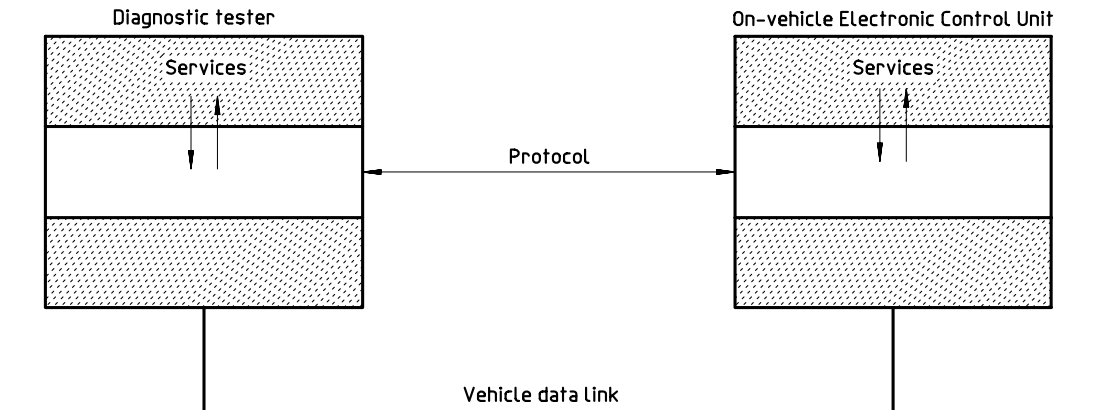 Diagnostic tester
On-vehicle Electronic Control Unit
Services
Services
Protocol
Vehicle data link